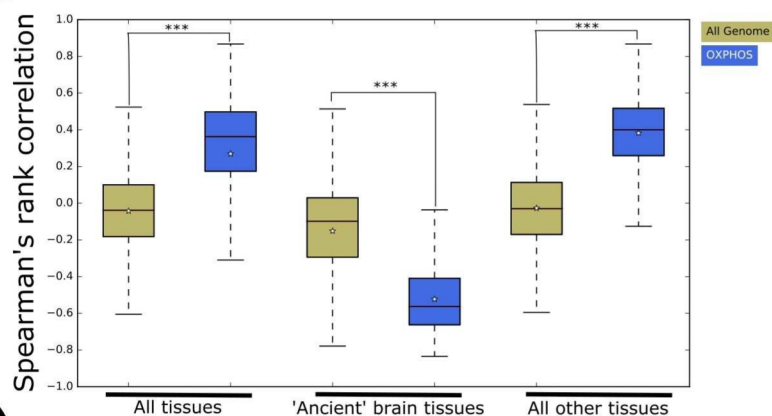 Spearman's rank correlation
1.0
0.8
0.6
0.4
0.2
0.0
−0.2
−0.4
−0.6
−0.8
−1.0
***
***
***
All Genome
OXPHOS
All tissues
'Ancient' brain tissues
All other tissues